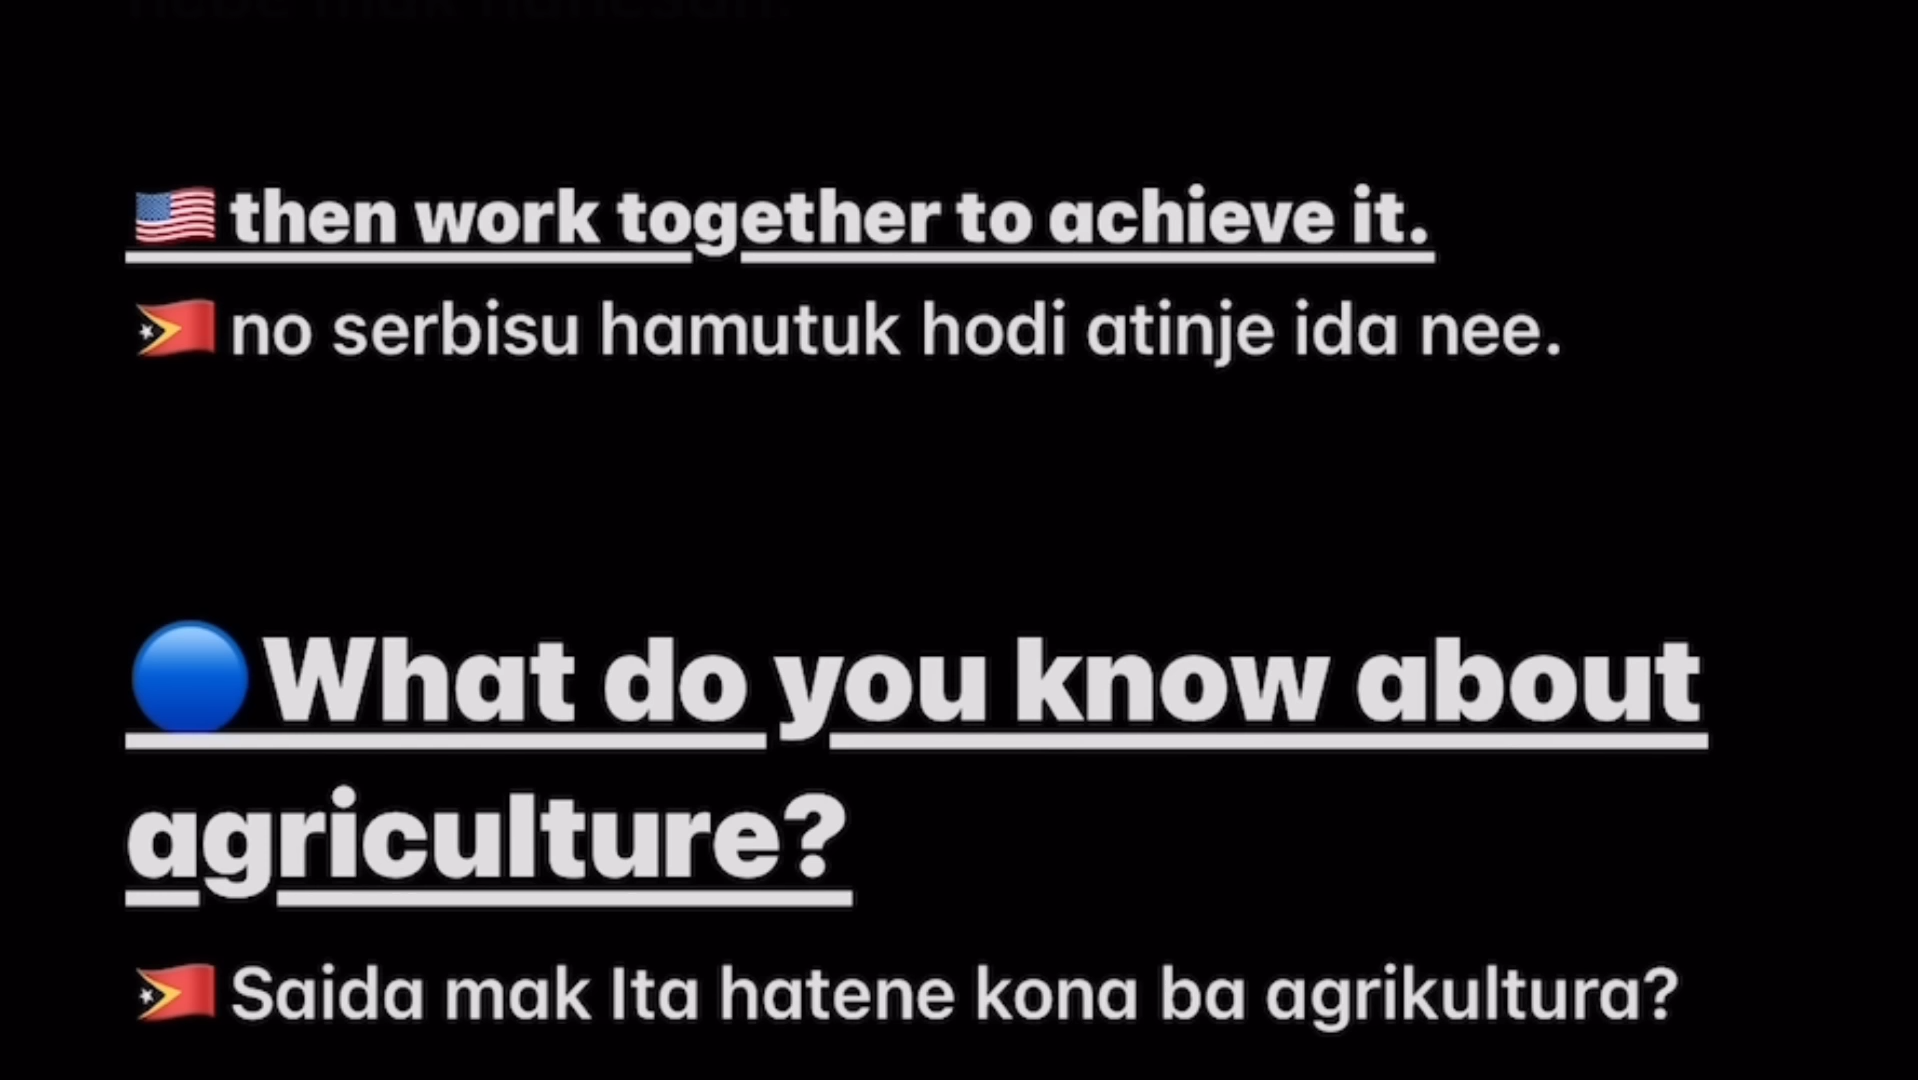 🇺🇸 then work together to achieve it.
🇹🇱 no serbisu hamutuk hodi atinje ida nee.
🔵What do you know about
agriculture?
🇹🇱 Saida mak Ita hatene kona ba agrikultura?